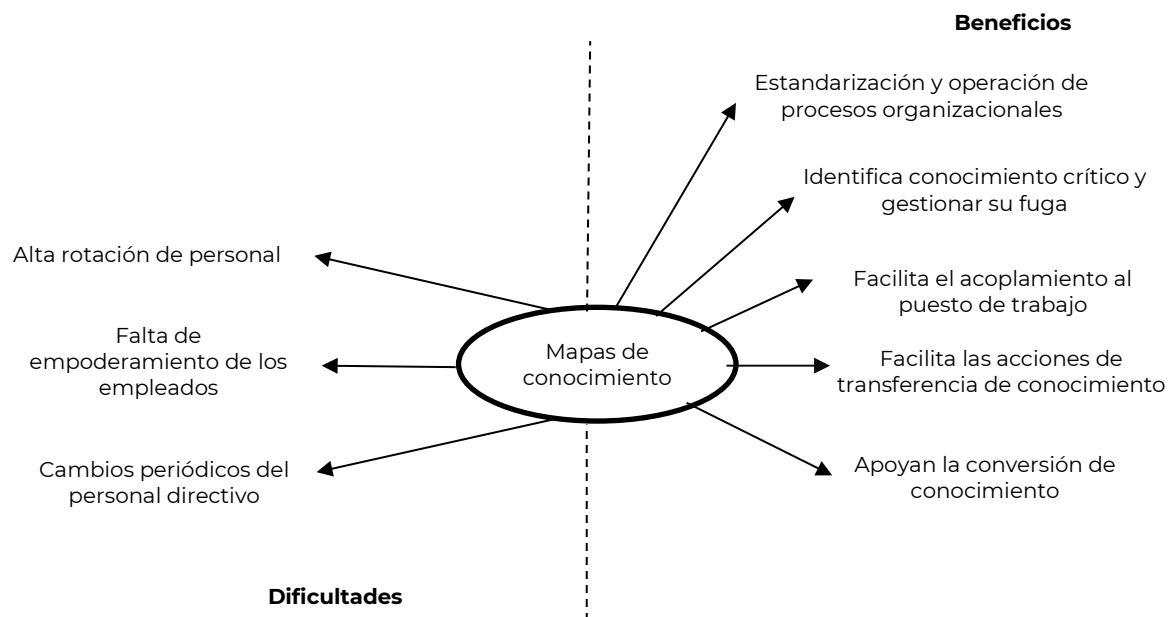 Beneficios
Estandarización y operación de
procesos organizacionales
Identifica conocimiento crítico y
gestionar su fuga
Alta rotación de personal
Facilita el acoplamiento al
puesto de trabajo
Falta de
empoderamiento de los
empleados
Mapas de
conocimiento
Facilita las acciones de
transferencia de conocimiento
Cambios periódicos del
personal directivo
Apoyan la conversión de
conocimiento
Dificultades